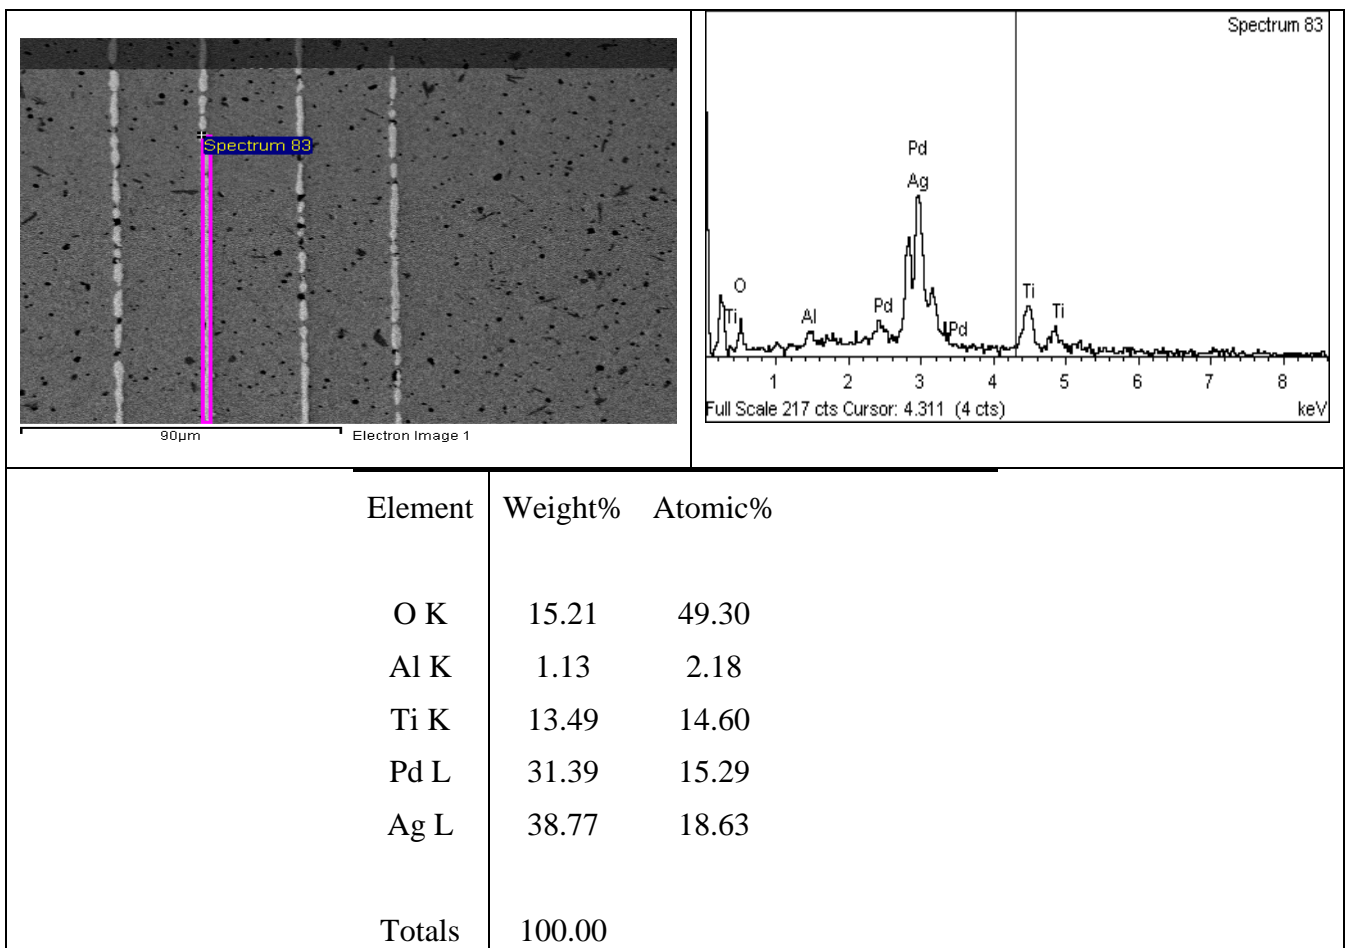 Spectrum 83
90µm Electron Image 1
Spectrum 83
Pd
Ag
O
Ti
Al
Pd
Pd
Ti
Ti
1 2 3 4 5 6 7 8
Full Scale 217 cts Cursor: 4.311 (4 cts) keV
Element Weight% Atomic%
O K 15.21 49.30
Al K 1.13 2.18
Ti K 13.49 14.60
Pd L 31.39 15.29
Ag L 38.77 18.63
Totals 100.00